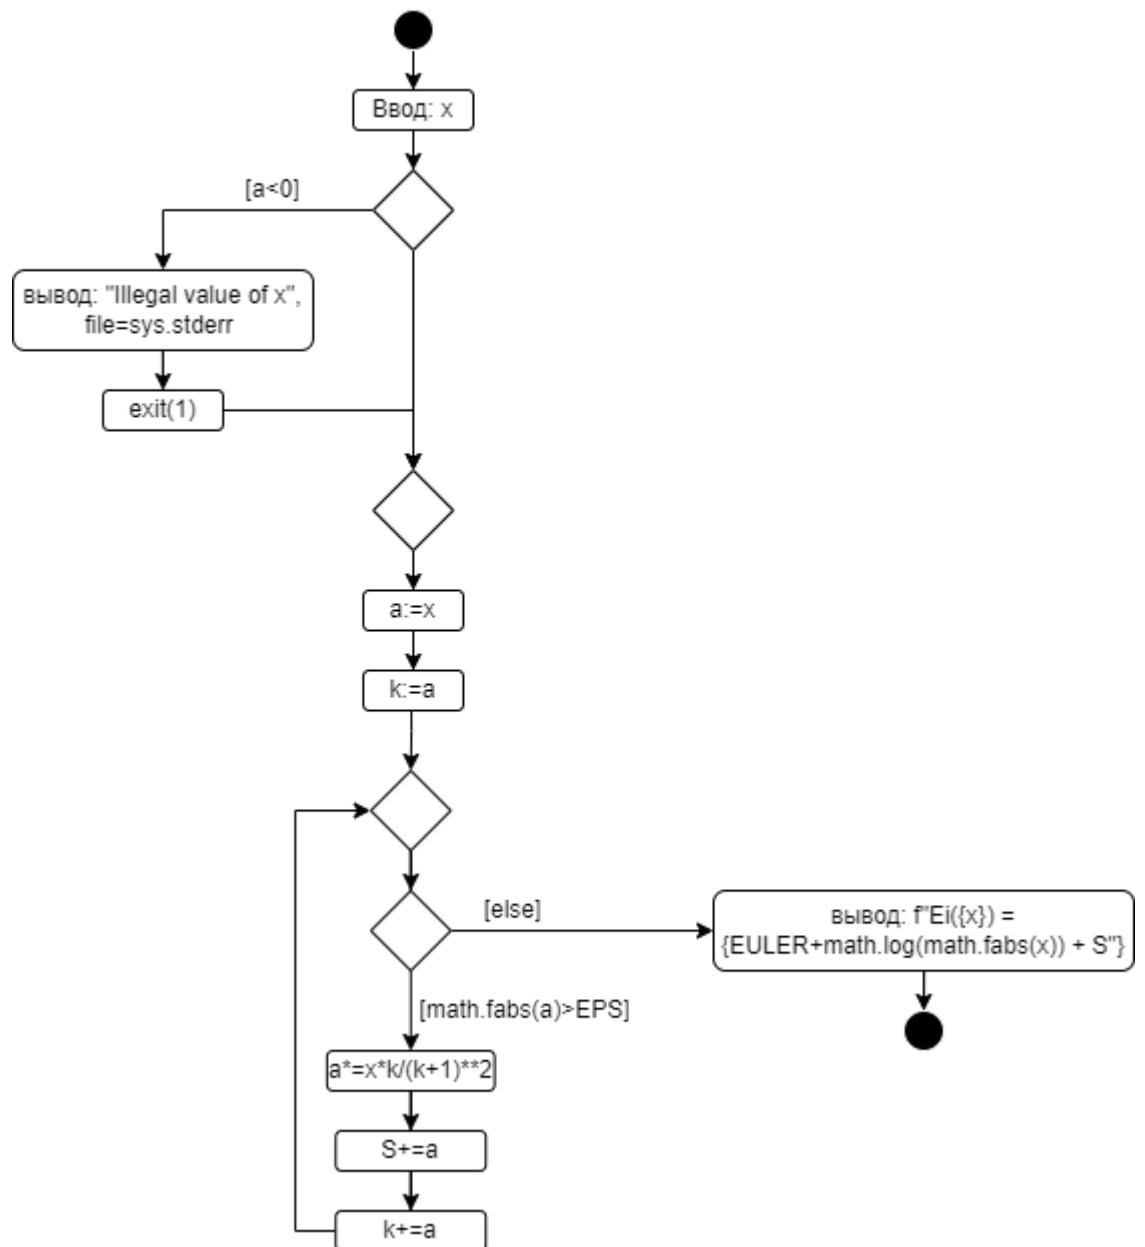 Ввод: x
[a<0]
вывод: "Illegal value of x",
file=sys.stderr
exit(1)
a:=x
k:=a
[else]
вывод: f"Ei({x}) =
{EULER+math.log(math.fabs(x)) + S"}
[math.fabs(a)>EPS]
a*=x*k/(k+1)**2
S+=a
k+=a